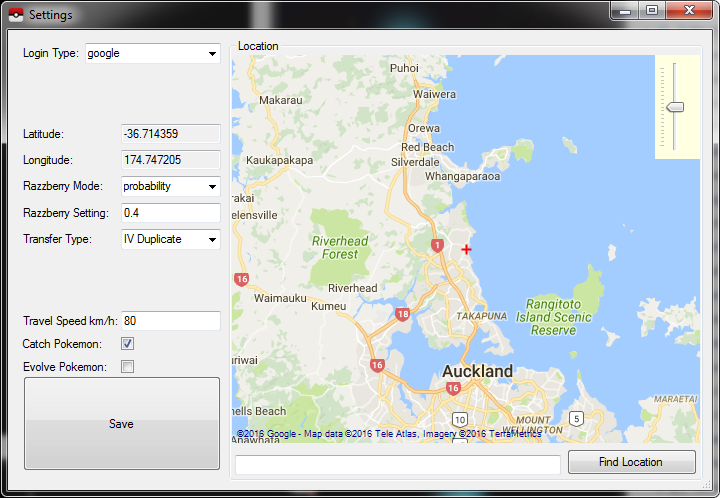 Settings
Login Type: google
Latitude: -36.714359
Longitude: 174.747205
Razzberry Mode: probability
Razzberry Setting: 0.4
Transfer Type: IV Duplicate
Travel Speed km/h: 80
Catch Pokemon:
Evolve Pokemon:
Save
Location
Puhoi
Waiwera
Makarau
Orewa
Red Beach
Kaukapakapa
Silverdale
Whangaparaoa
rakai
elensville
Riverhead
Forest
1
16
Riverhead
Waimauku
Kumeu
18
TAKAPUNA
Rangitoto
Island Scenic
Reserve
iriwai
16
Auckland
16
MARAETAI
hells Beach
10
5
MOUNT
WELLINGTON
Anawhata
©2016 Google - Map data ©2016 Tele Atlas, Imagery ©2016 TerraMetrics
Find Location